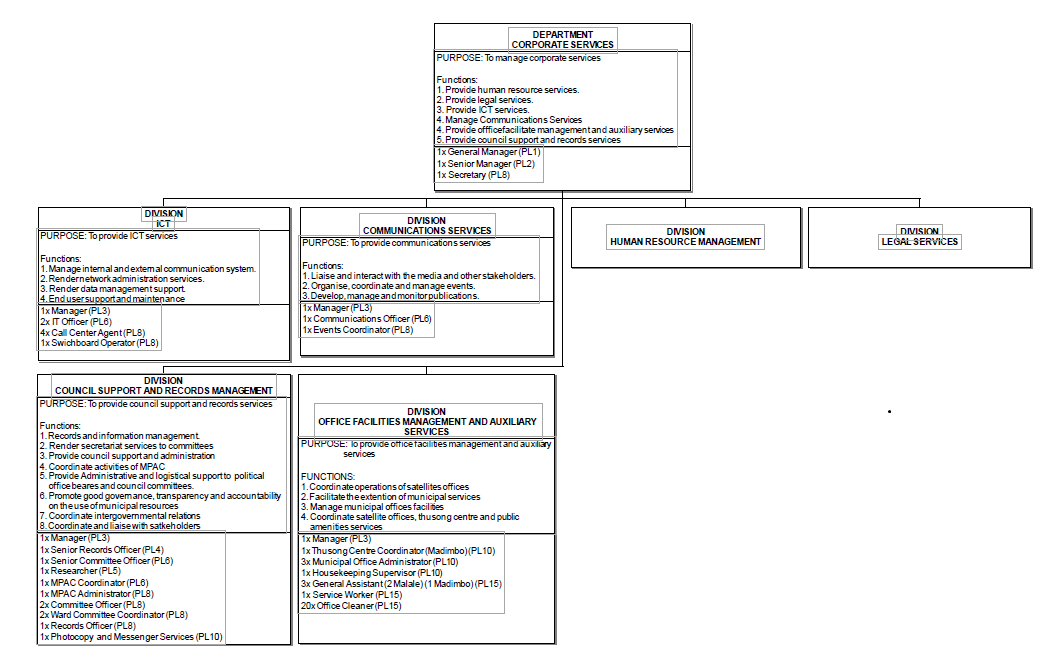 DEPARTMENT
CORPORATE SERVICES
PURPOSE: To manage corporate services
Functions:
1. Provide human resource services.
2. Provide legal services.
3. Provide ICT services.
4. Manage Communications Services
4. Provide offficefacilitate management and auxiliary services
5. Provide council support and records services
1x General Manager (PL1)
1x Senior Manager (PL2)
1x Secretary (PL8)
DIVISION
ICT
PURPOSE: To provide ICT services
Functions:
1. Manage internal and external communication system.
2. Render network administration services.
3. Render data management support.
4. End user support and maintenance
1x Manager (PL3)
2x IT Officer (PL6)
4x Call Center Agent (PL8)
1x Swichboard Operator (PL8)
DIVISION
COMMUNICATIONS SERVICES
PURPOSE: To provide communications services
Functions:
1. Liaise and interact with the media and other stakeholders.
2. Organise, coordinate and manage events.
3. Develop, manage and monitor publications.
1x Manager (PL3)
1x Communications Officer (PL6)
1x Events Coordinator (PL8)
DIVISION
HUMAN RESOURCE MANAGEMENT
DIVISION
LEGAL SERVICES
DIVISION
COUNCIL SUPPORT AND RECORDS MANAGEMENT
PURPOSE: To provide council support and records services
Functions:
1. Records and information management.
2. Render secretariat services to committees
3. Provide council support and administration
4. Coordinate activities of MPAC
5. Provide Administrative and logistical support to political
office beares and council committees.
6. Promote good governance, transparency and accountability
on the use of municipal resources
7. Coordinate intergovernmental relations
8. Coordinate and liaise with satkeholders
1x Manager (PL3)
1x Senior Records Officer (PL4)
1x Senior Committee Officer (PL6)
1x Researcher (PL5)
1x MPAC Coordinator (PL6)
1x MPAC Administrator (PL8)
2x Committee Officer (PL8)
2x Ward Committee Coordinator (PL8)
1x Records Officer (PL8)
1x Photocopy and Messenger Services (PL10)
DIVISION
OFFICE FACILITIES MANAGEMENT AND AUXILIARY
SERVICES
PURPOSE: To provide office facilities management and auxiliary
services
FUNCTIONS:
1. Coordinate operations of satellites offices
2. Facilitate the extention of municipal services
3. Manage municipal offices facilities
4. Coordinate satellite offices, thusong centre and public
amenities services
1x Manager (PL3)
1x Thusong Centre Coordinator (Madimbo) (PL10)
3x Municipal Office Administrator (PL10)
1x Housekeeping Supervisor (PL10)
3x General Assistant (2 Malale) (1 Madimbo) (PL15)
1x Service Worker (PL15)
20x Office Cleaner (PL15)